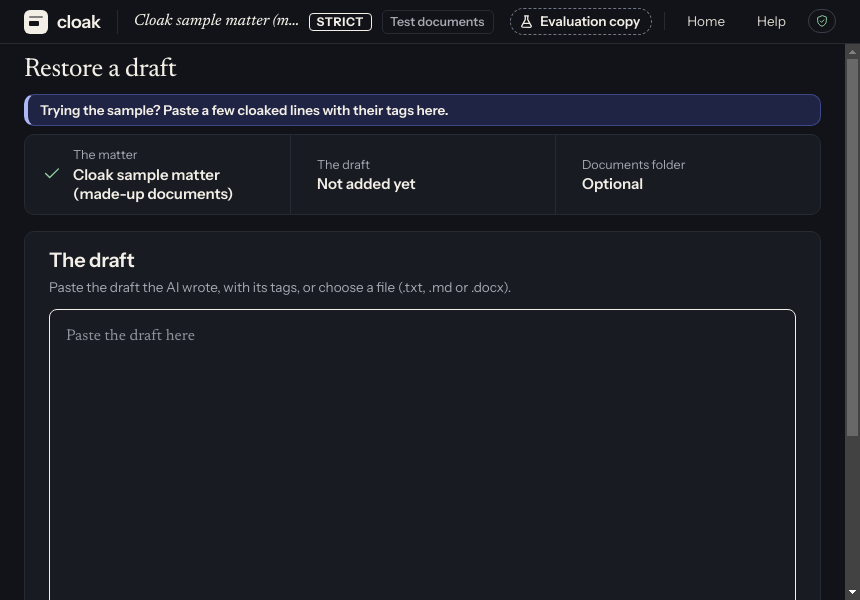 cloak
Cloak sample matter (m...
STRICT
Test documents
Evaluation copy
Home
Help
Restore a draft
Trying the sample? Paste a few cloaked lines with their tags here.
The matter
Cloak sample matter
(made-up documents)
The draft
Not added yet
Documents folder
Optional
The draft
Paste the draft the AI wrote, with its tags, or choose a file (.txt, .md or .docx).
Paste the draft here